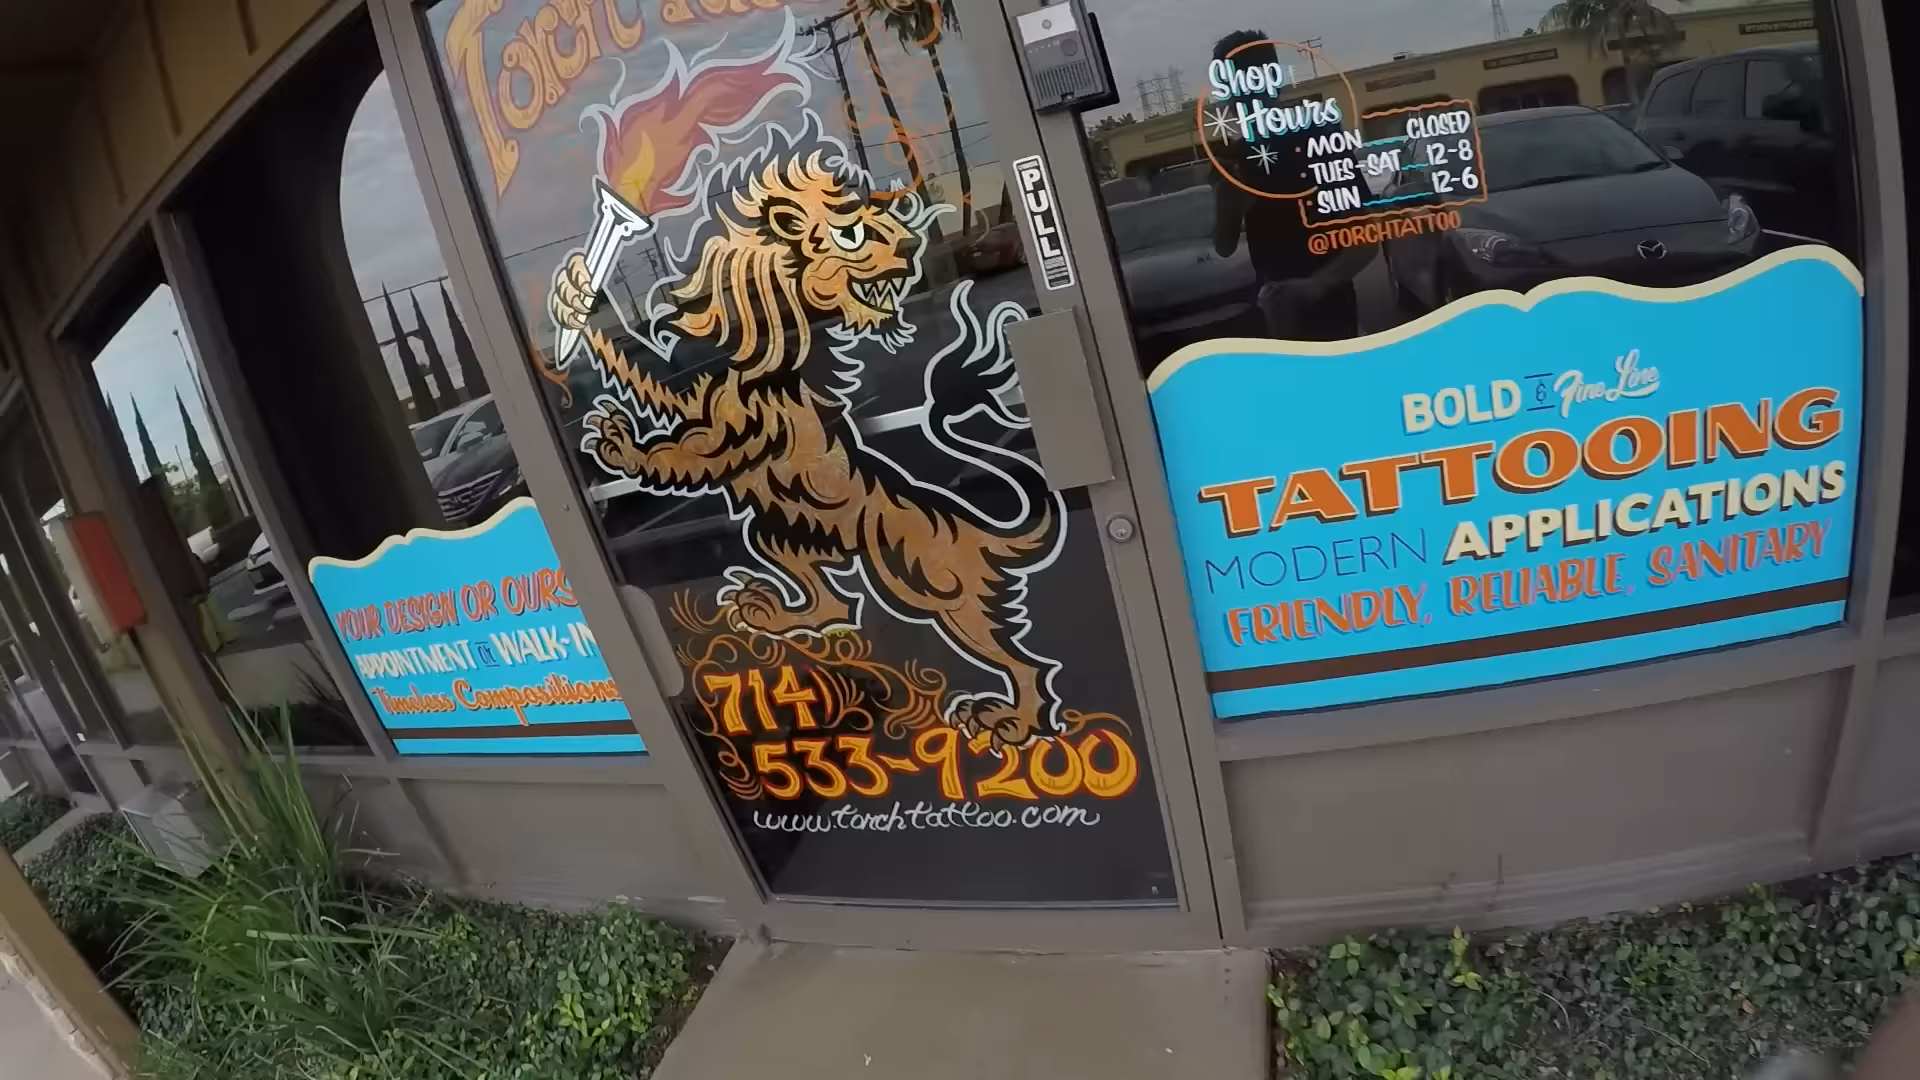 Torch Tattoo
PULL
Shop
Hours
MON CLOSED
TUES-SAT 12-8
SUN 12-6
@TORCHTATTOO
BOLD & Fine Line
TATTOOING
MODERN APPLICATIONS
FRIENDLY, RELIABLE, SANITARY
YOUR DESIGN OR OURS
APPOINTMENT or WALK-IN
Timeless Compositions
714)
533-9200
www.torchtattoo.com